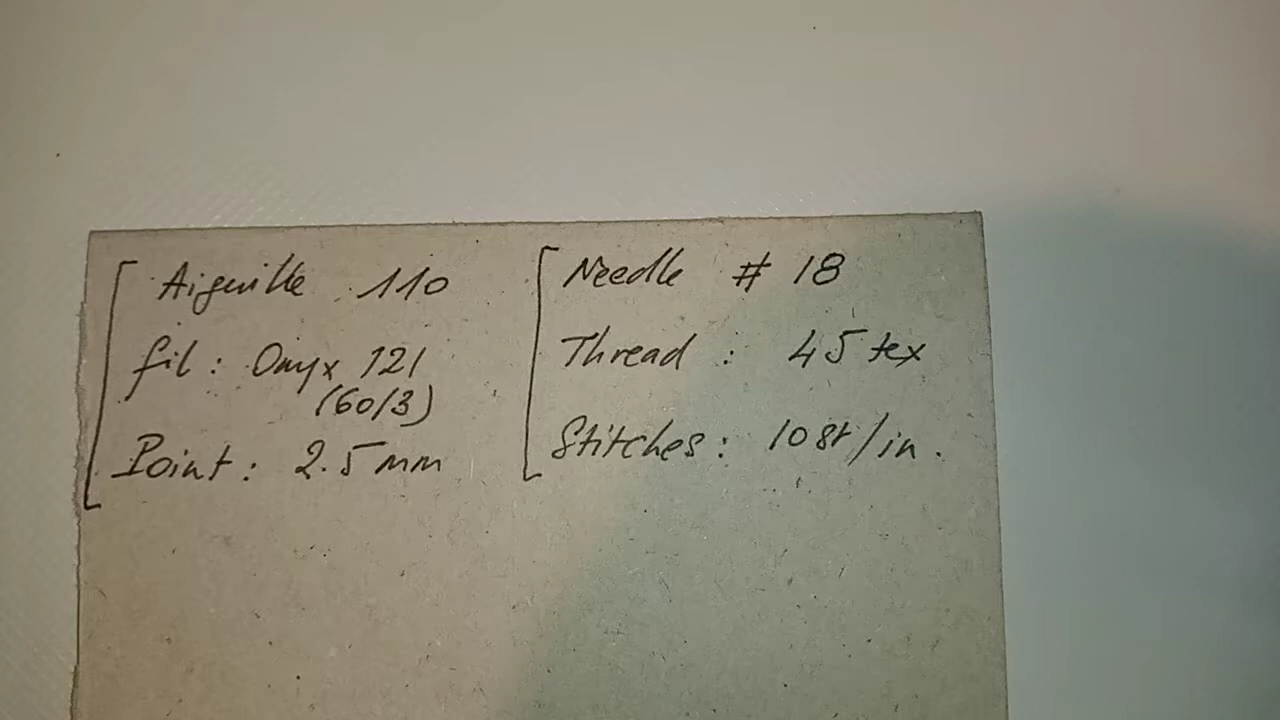 Aiguille 110
fil : Onyx 121
(60/3)
Point : 2.5 mm
Needle # 18
Thread : 45 tex
Stitches : 10 st/in.